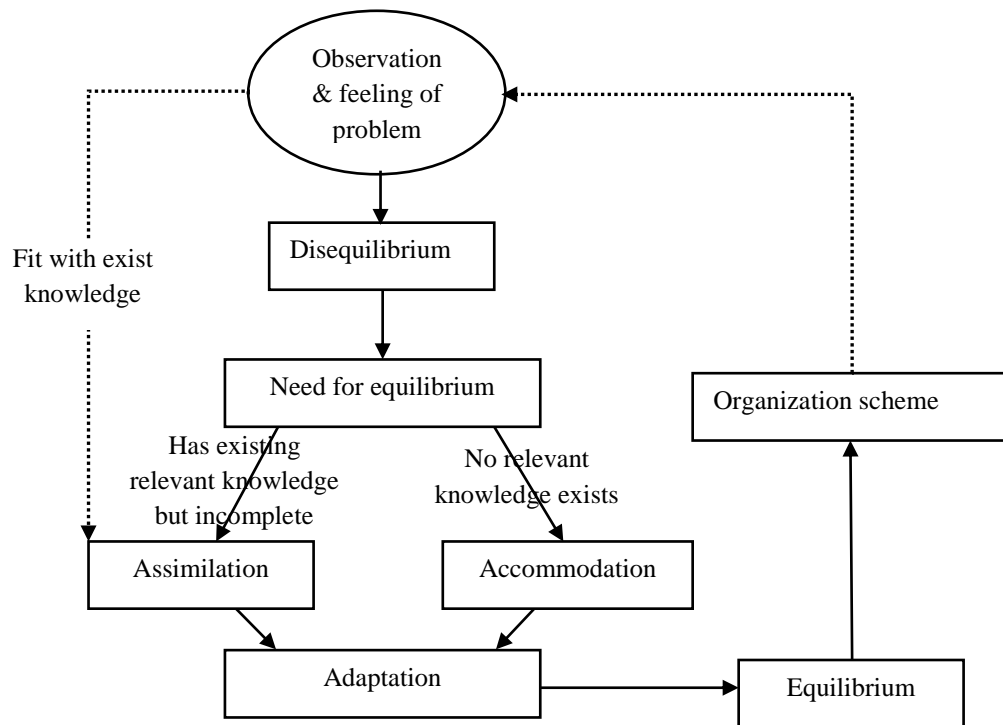 Observation
& feeling of
problem
Disequilibrium
Fit with exist
knowledge
Need for equilibrium
Organization scheme
Has existing
relevant knowledge
but incomplete
No relevant
knowledge exists
Assimilation
Accommodation
Adaptation
Equilibrium